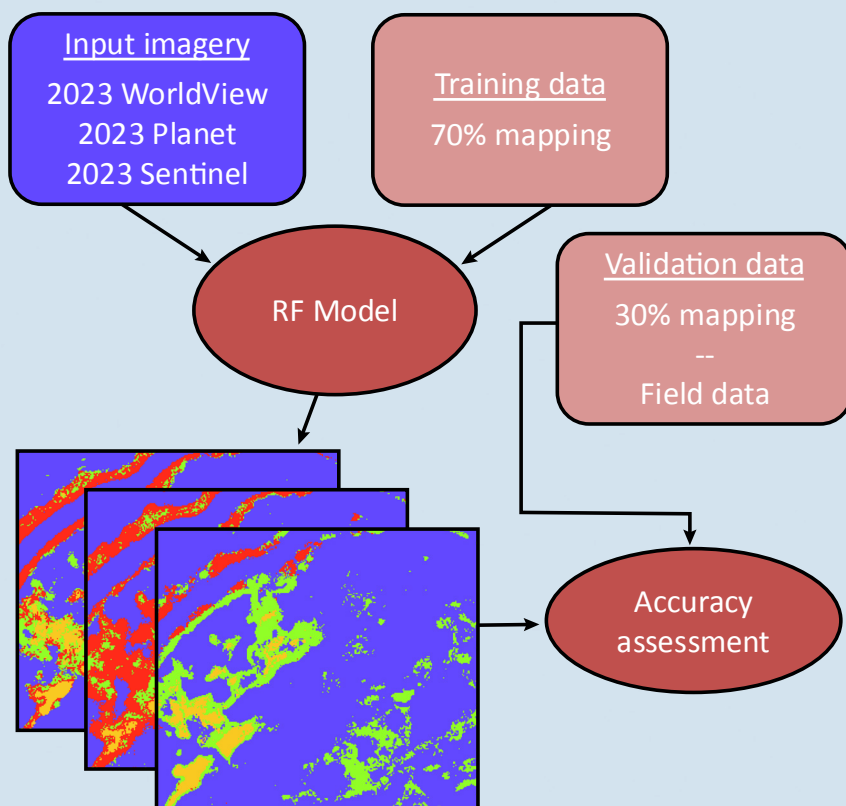 Input imagery
2023 WorldView
2023 Planet
2023 Sentinel
Training data
70% mapping
RF Model
Validation data
30% mapping
--
Field data
Accuracy
assessment